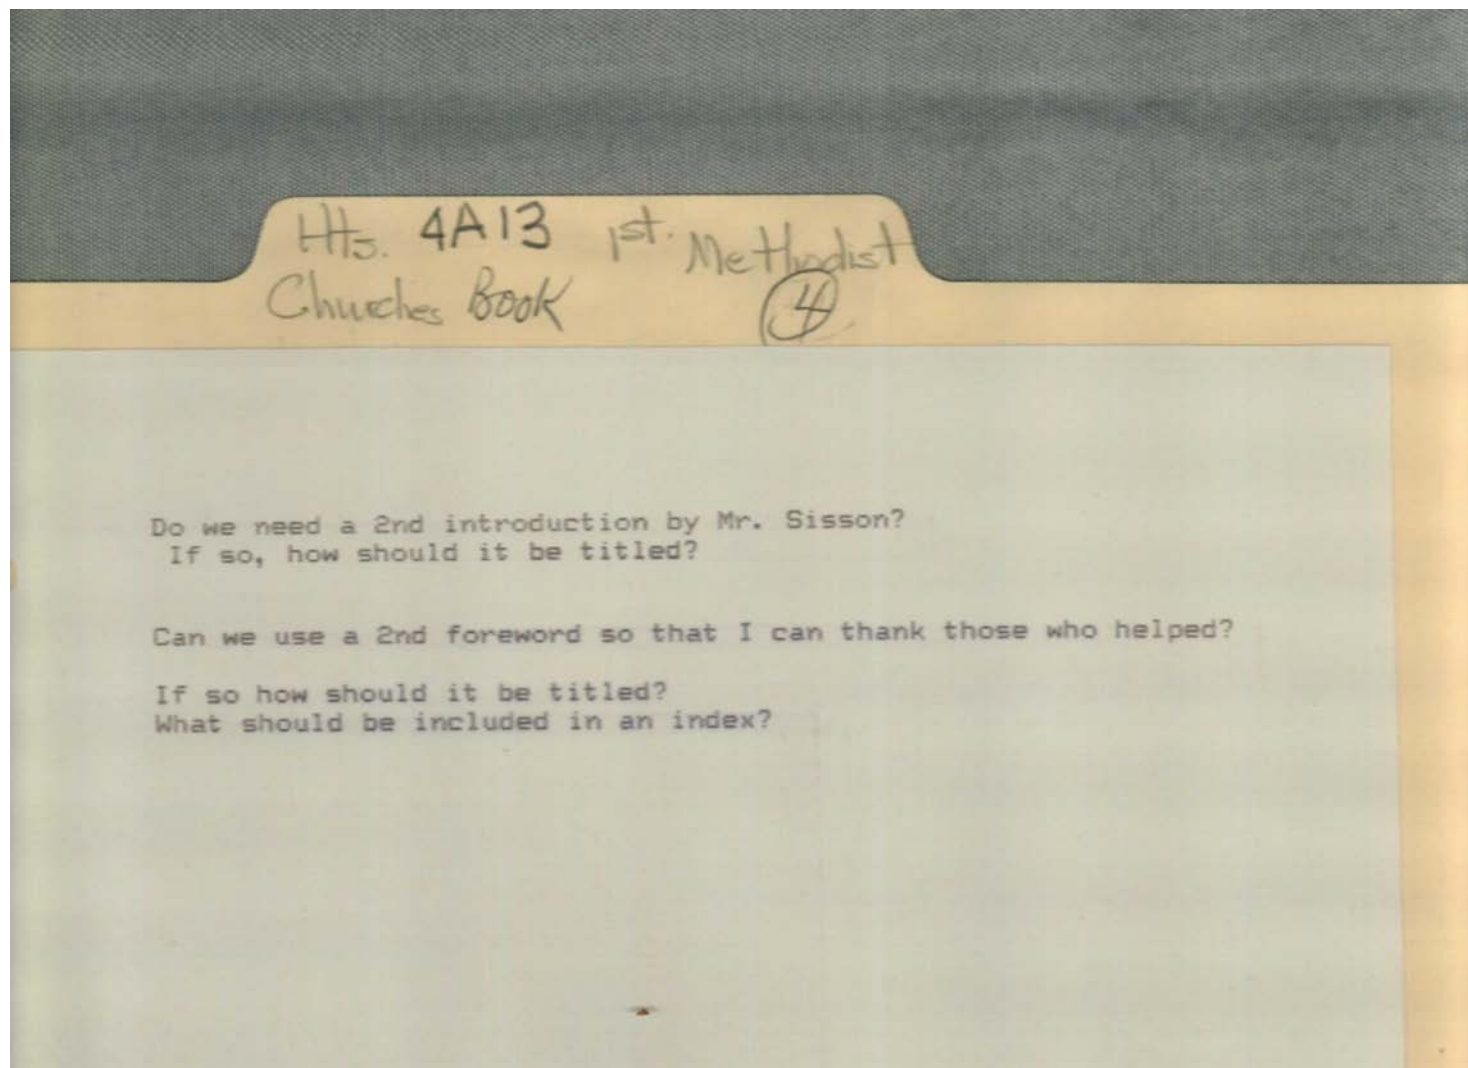 Hts. 4A13 1st. Methodist
Churches Book 4
Do we need a 2nd introduction by Mr. Sisson?
If so, how should it be titled?
Can we use a 2nd foreword so that I can thank those who helped?
If so how should it be titled?
What should be included in an index?